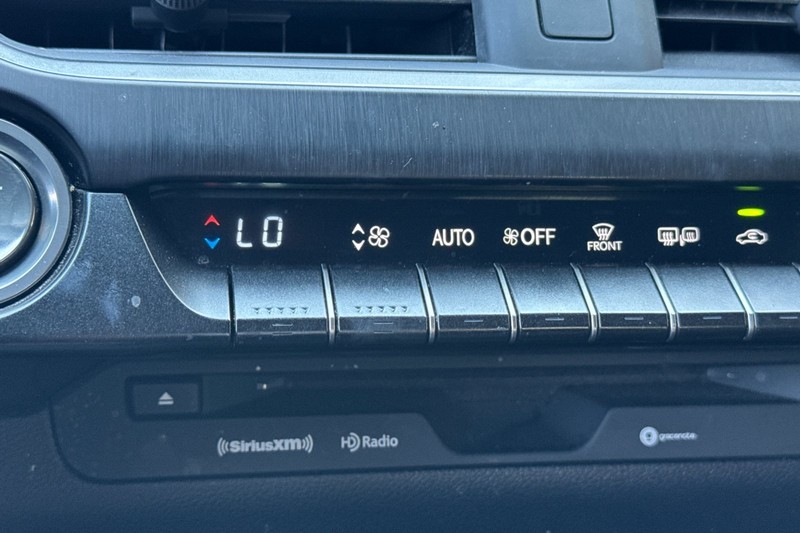 LO
AUTO
OFF
FRONT
SiriusXM
HD Radio
gracenote